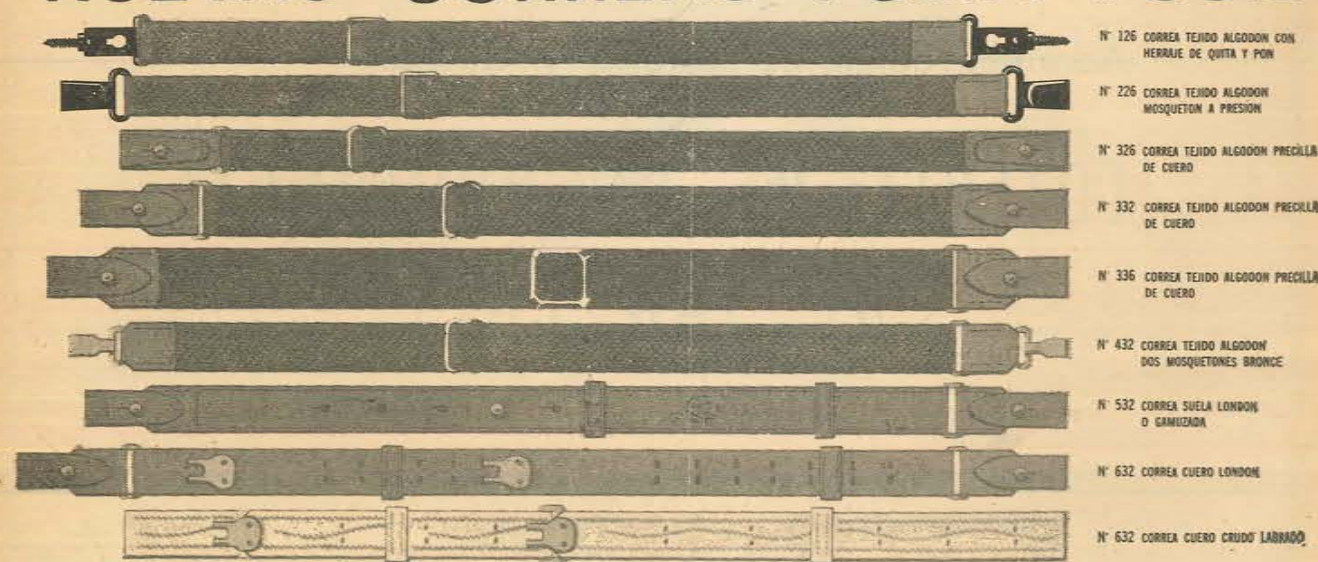 N° 126 CORREA TEJIDO ALGODON CON
HERRAJE DE QUITA Y PON
N° 226 CORREA TEJIDO ALGODON
MOSQUETON A PRESIÓN
N° 326 CORREA TEJIDO ALGODON PRECILLA
DE CUERO
N° 332 CORREA TEJIDO ALGODON PRECILLA
DE CUERO
N° 336 CORREA TEJIDO ALGODON PRECILLA
DE CUERO
N° 432 CORREA TEJIDO ALGODON
DOS MOSQUETONES BRONCE
N° 532 CORREA SUELA LONDON
O GAMUZADA
N° 632 CORREA CUERO LONDON
N° 632 CORREA CUERO CRUDO LABRADO